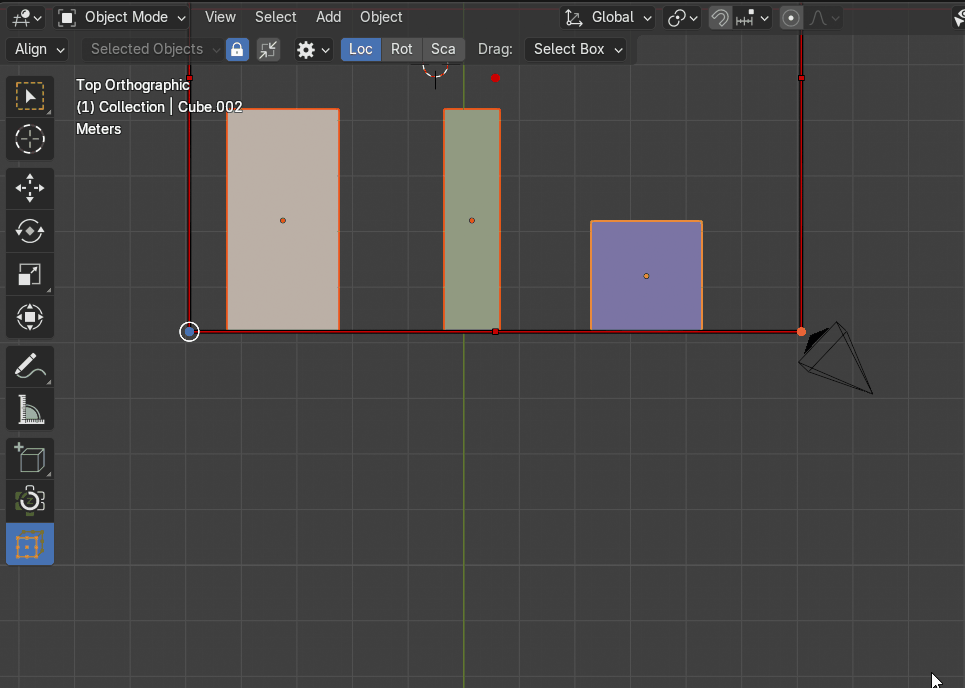 Object Mode View Select Add Object Global
Align Selected Objects Loc Rot Sca Drag: Select Box
Top Orthographic
(1) Collection | Cube.002
Meters